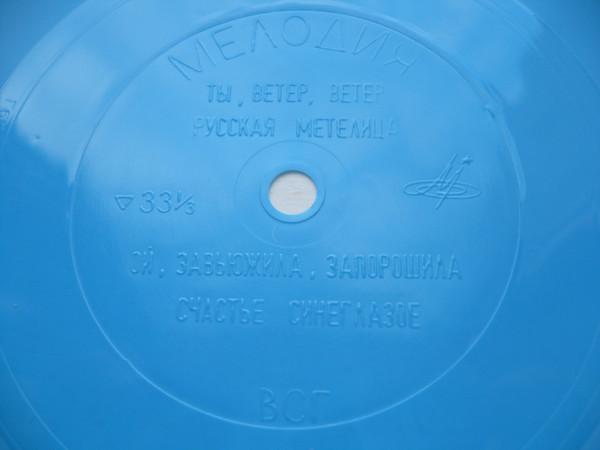 МЕЛОДИЯ
ТЫ, ВЕТЕР, ВЕТЕР
РУССКАЯ МЕТЕЛИЦА
33⅓
ОЙ, ЗАВЬЮЖИЛА, ЗАПОРОШИЛА
СЧАСТЬЕ СИНЕГЛАЗОЕ
ВСГ